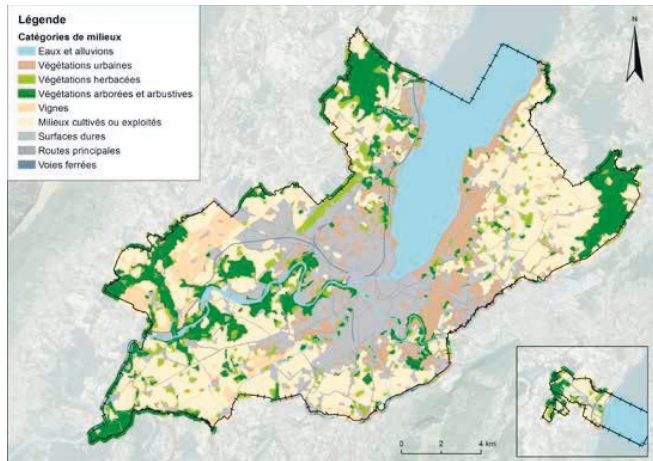 Légende
Catégories de milieux
Eaux et alluvions
Végétations urbaines
Végétations herbacées
Végétations arborées et arbustives
Vignes
Milieux cultivés ou exploités
Surfaces dures
Routes principales
Voies ferrées
N
0 2 4 km